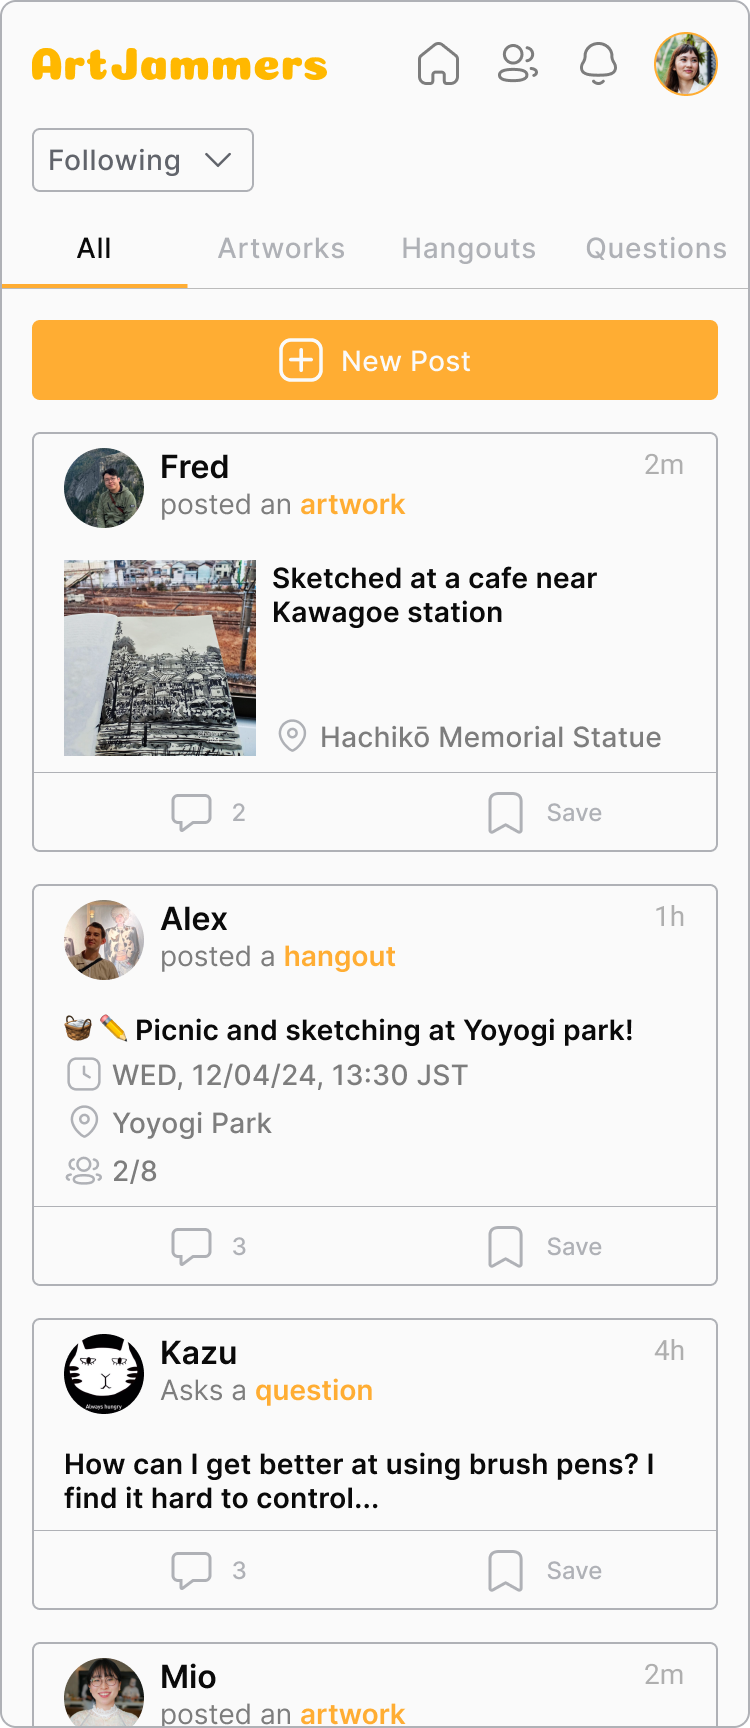 ArtJammers
Following
All Artworks Hangouts Questions
New Post
Fred 2m
posted an artwork
Sketched at a cafe near
Kawagoe station
Hachikō Memorial Statue
2 Save
Alex 1h
posted a hangout
🧺✏️ Picnic and sketching at Yoyogi park!
WED, 12/04/24, 13:30 JST
Yoyogi Park
2/8
3 Save
Kazu 4h
Always hungry
Asks a question
How can I get better at using brush pens? I
find it hard to control...
3 Save
Mio 2m
posted an artwork